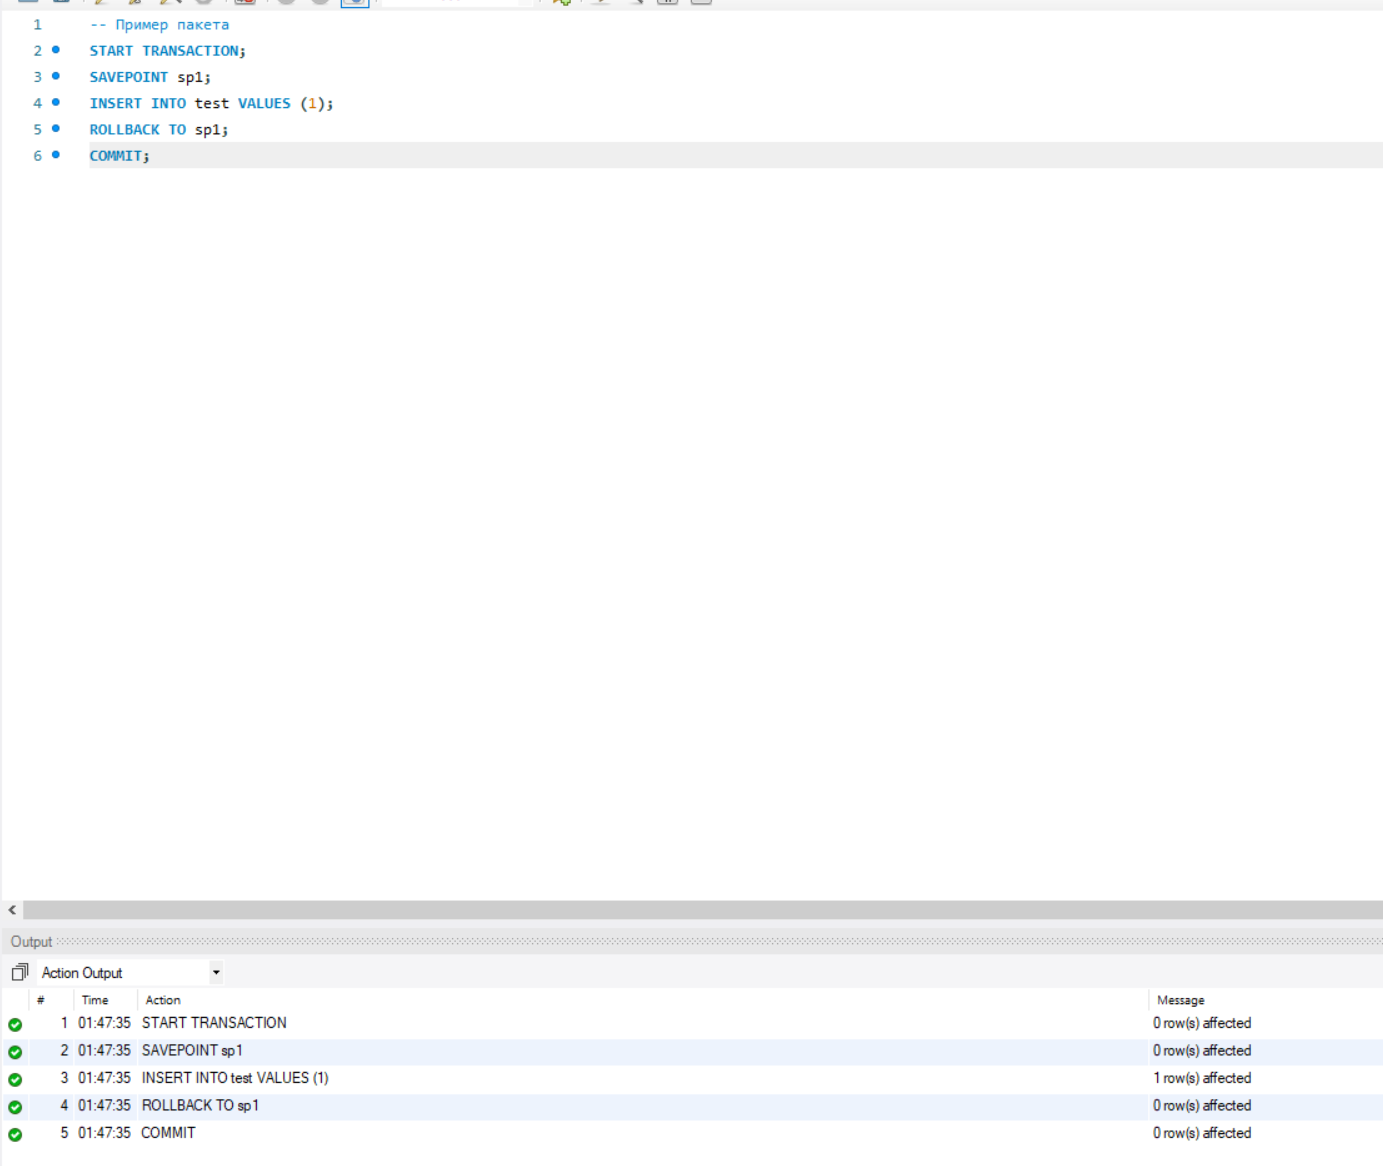 1 -- Пример пакета
2 START TRANSACTION;
3 SAVEPOINT sp1;
4 INSERT INTO test VALUES (1);
5 ROLLBACK TO sp1;
6 COMMIT;
Output
Action Output
# Time Action Message
1 01:47:35 START TRANSACTION 0 row(s) affected
2 01:47:35 SAVEPOINT sp1 0 row(s) affected
3 01:47:35 INSERT INTO test VALUES (1) 1 row(s) affected
4 01:47:35 ROLLBACK TO sp1 0 row(s) affected
5 01:47:35 COMMIT 0 row(s) affected